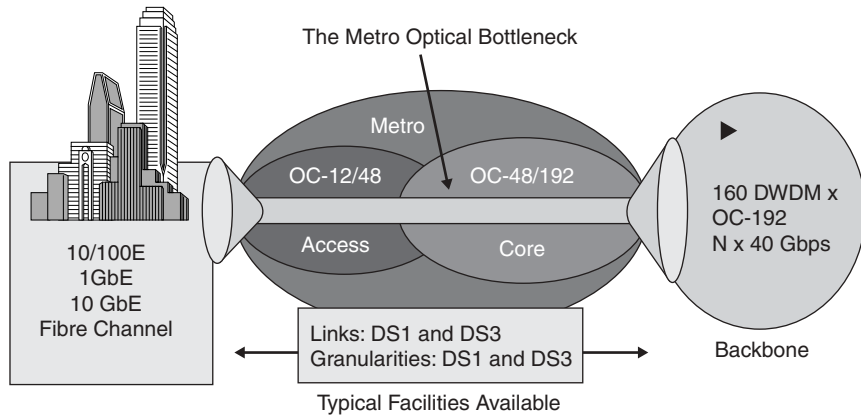 The Metro Optical Bottleneck
Metro
OC-12/48
OC-48/192
Access
Core
10/100E
1GbE
10 GbE
Fibre Channel
160 DWDM x
OC-192
N x 40 Gbps
Links: DS1 and DS3
Granularities: DS1 and DS3
Backbone
Typical Facilities Available